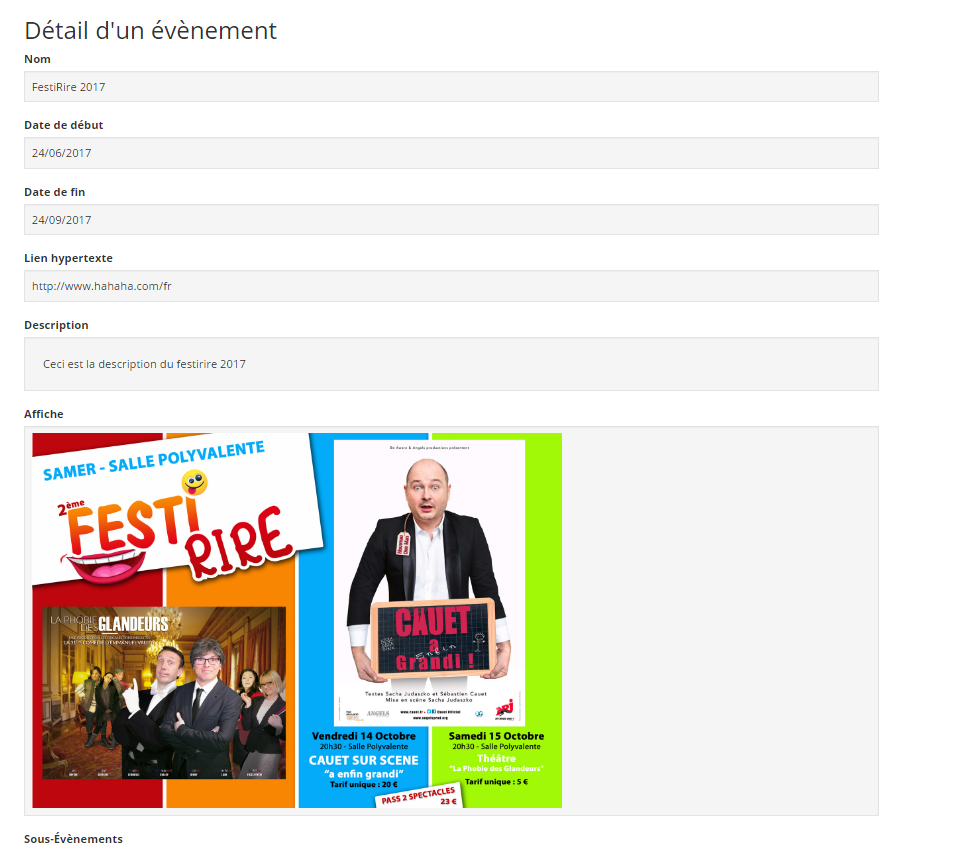 Détail d'un évènement
Nom
FestiRire 2017
Date de début
24/06/2017
Date de fin
24/09/2017
Lien hypertexte
http://www.hahaha.com/fr
Description
Ceci est la description du festirire 2017
Affiche
SAMER - SALLE POLYVALENTE
2ème
FESTI
RIRE
LA PHOBIE
DES GLANDEURS
CAUET
a
Enfin
Grandi !
Textes Sacha Judaszko et Sébastien Cauet
Mise en scène Sacha Judaszko
NRJ
Vendredi 14 Octobre
20h30 - Salle Polyvalente
CAUET SUR SCENE
"a enfin grandi"
Tarif unique : 20 €
Samedi 15 Octobre
20h30 - Salle Polyvalente
Théâtre
"La Phobie des Glandeurs"
Tarif unique : 5 €
PASS 2 SPECTACLES
23 €
Sous-Évènements